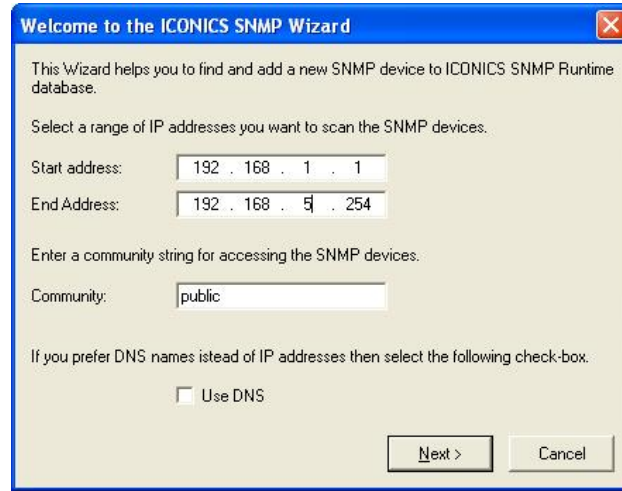 Welcome to the ICONICS SNMP Wizard
This Wizard helps you to find and add a new SNMP device to ICONICS SNMP Runtime
database.
Select a range of IP addresses you want to scan the SNMP devices.
Start address: 192 . 168 . 1 . 1
End Address: 192 . 168 . 5 . 254
Enter a community string for accessing the SNMP devices.
Community: public
If you prefer DNS names istead of IP addresses then select the following check-box.
Use DNS
Next > Cancel